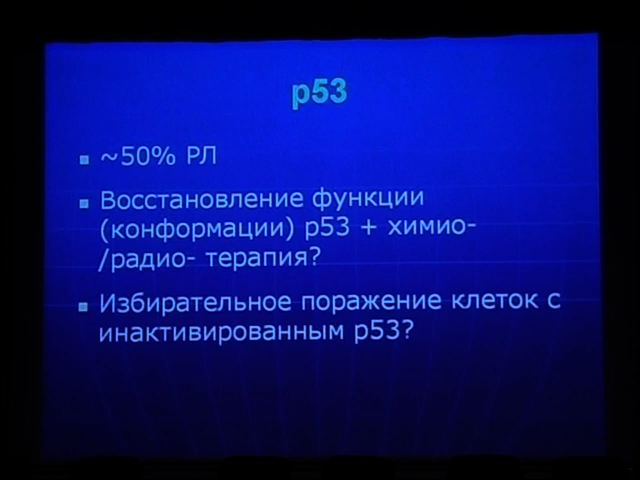 p53
~50% РЛ
Восстановление функции
(конформации) p53 + химио-
/радио- терапия?
Избирательное поражение клеток с
инактивированным p53?